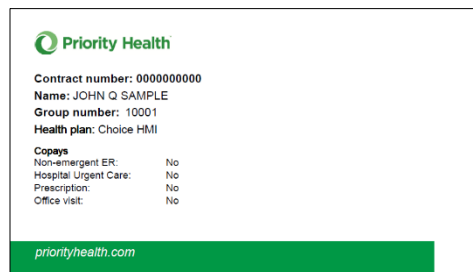 Priority Health
Contract number: 0000000000
Name: JOHN Q SAMPLE
Group number: 10001
Health plan: Choice HMI
Copays
Non-emergent ER: No
Hospital Urgent Care: No
Prescription: No
Office visit: No
priorityhealth.com